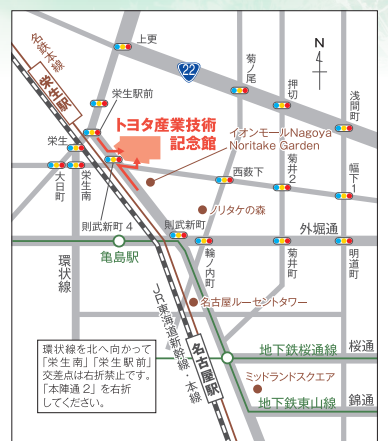 上更
N
名鉄本線
栄生駅
22
菊ノ尾
押切
浅間町
栄生駅前
トヨタ産業技術
記念館
イオンモールNagoya
Noritake Garden
栄生
大日町
栄生南
西薮下
菊井2
幅下1
則武新町4
ノリタケの森
則武新町
外堀通
亀島駅
環状線
輪ノ内町
菊井町
明道町
名古屋ルーセントタワー
JR東海道新幹線・本線
名古屋駅
環状線を北へ向かって
「栄生南」「栄生駅前」
交差点は右折禁止です。
「本陣通2」を右折
してください。
地下鉄桜通線
桜通
ミッドランドスクエア
地下鉄東山線
錦通